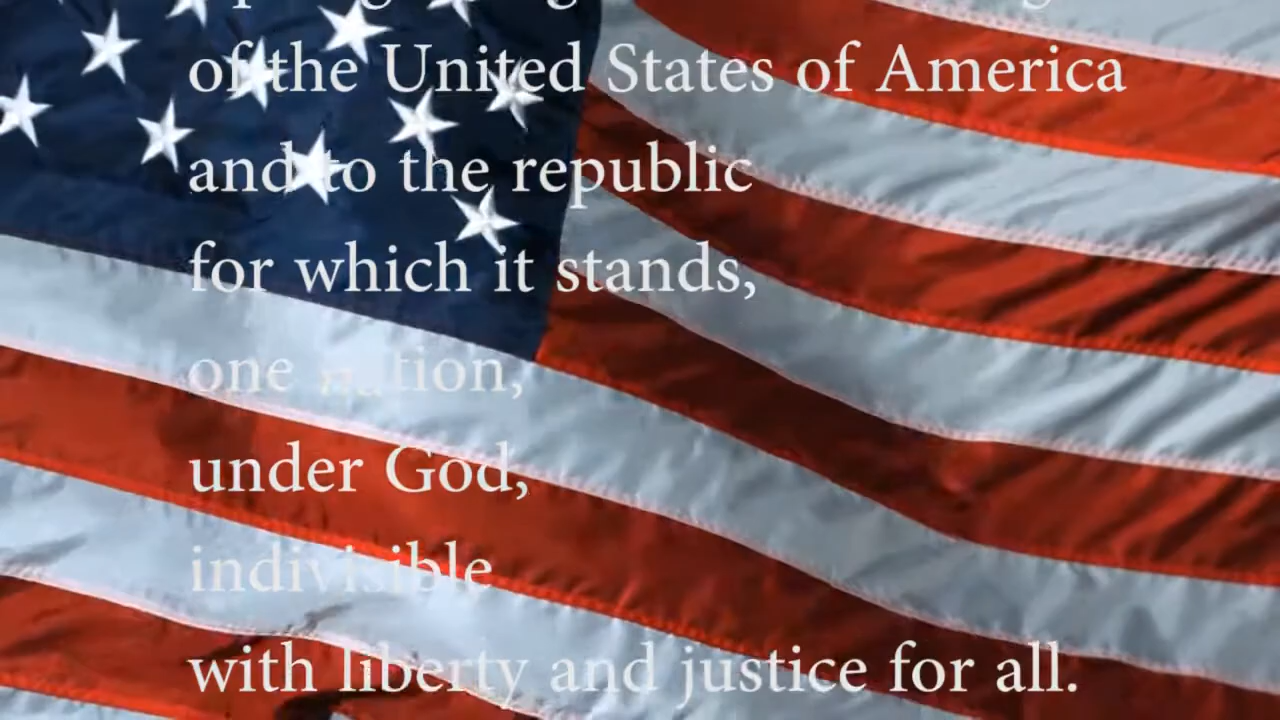 of the United States of America
and to the republic
for which it stands,
one nation,
under God,
indivisible
with liberty and justice for all.